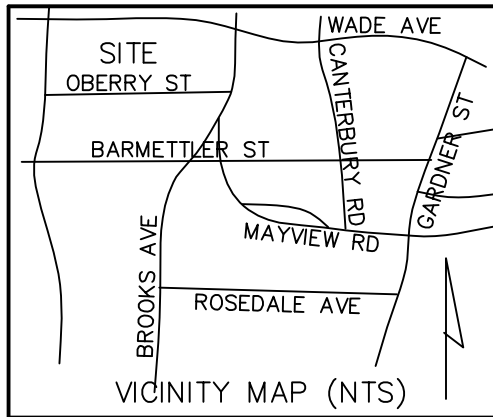 WADE AVE
SITE
OBERRY ST
CANTERBURY RD
BARMETTLER ST
GARDNER ST
MAYVIEW RD
BROOKS AVE
ROSEDALE AVE
VICINITY MAP (NTS)